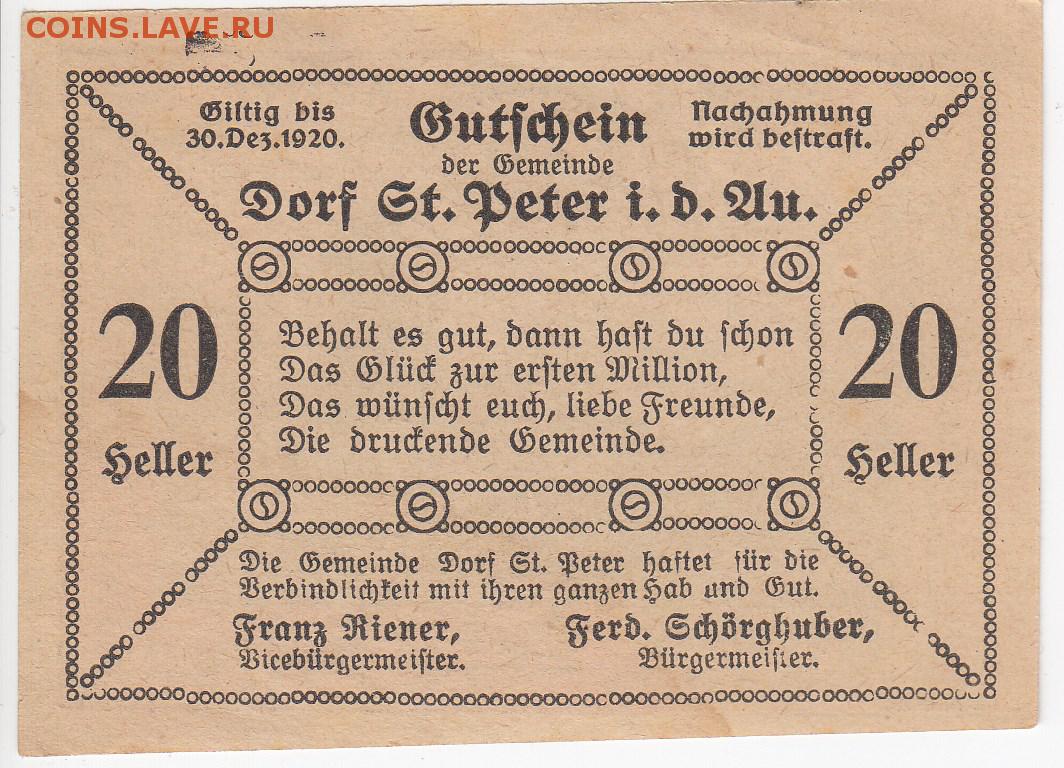 COINS.LAVE.RU
Giltig bis
30.Dez.1920.
Gutschein
Nachahmung
wird bestraft.
der Gemeinde
Dorf St. Peter i. d. Au.
20
Heller
Behalt es gut, dann hast du schon
Das Glück zur ersten Million,
Das wünscht euch, liebe Freunde,
Die druckende Gemeinde.
20
Heller
Die Gemeinde Dorf St. Peter haftet für die
Verbindlichkeit mit ihren ganzen Hab und Gut.
Franz Riener,
Vicebürgermeister.
Ferd. Schörghuber,
Bürgermeister.